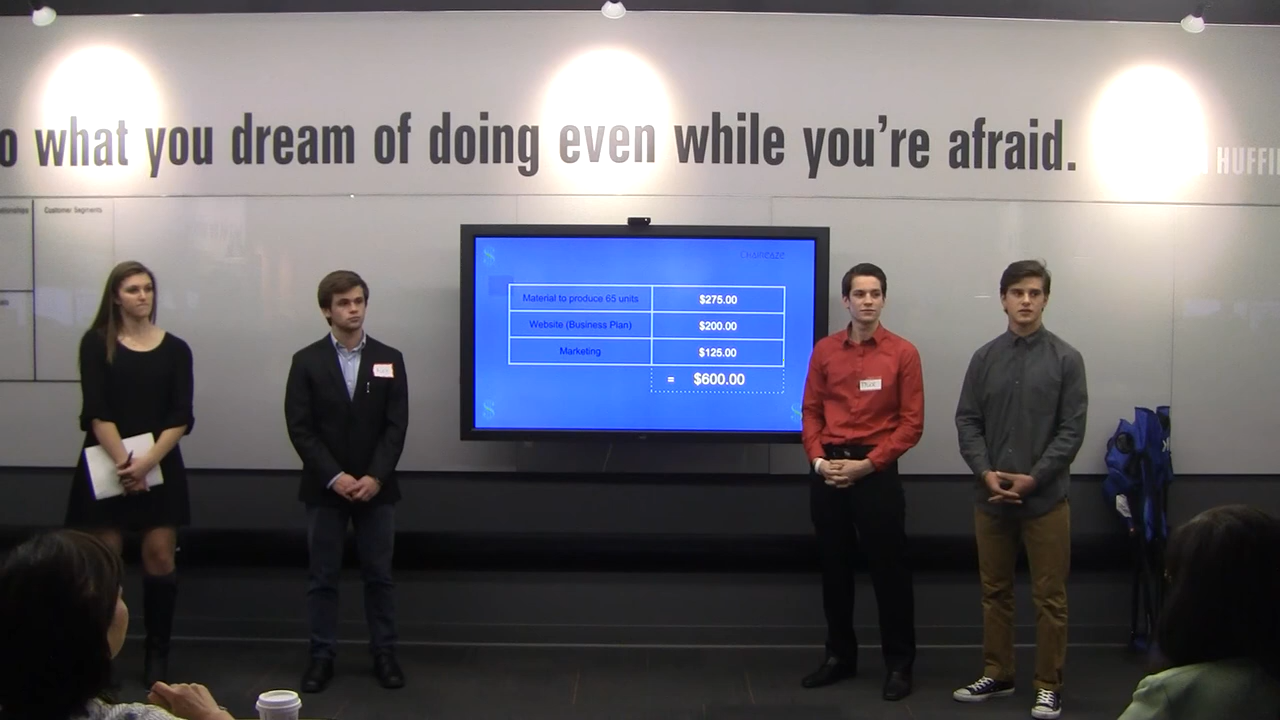 o what you dream of doing even while you're afraid.
HUFFI
Customer Segments
Material to produce 65 units $275.00
Website (Business Plan) $200.00
Marketing $125.00
= $600.00